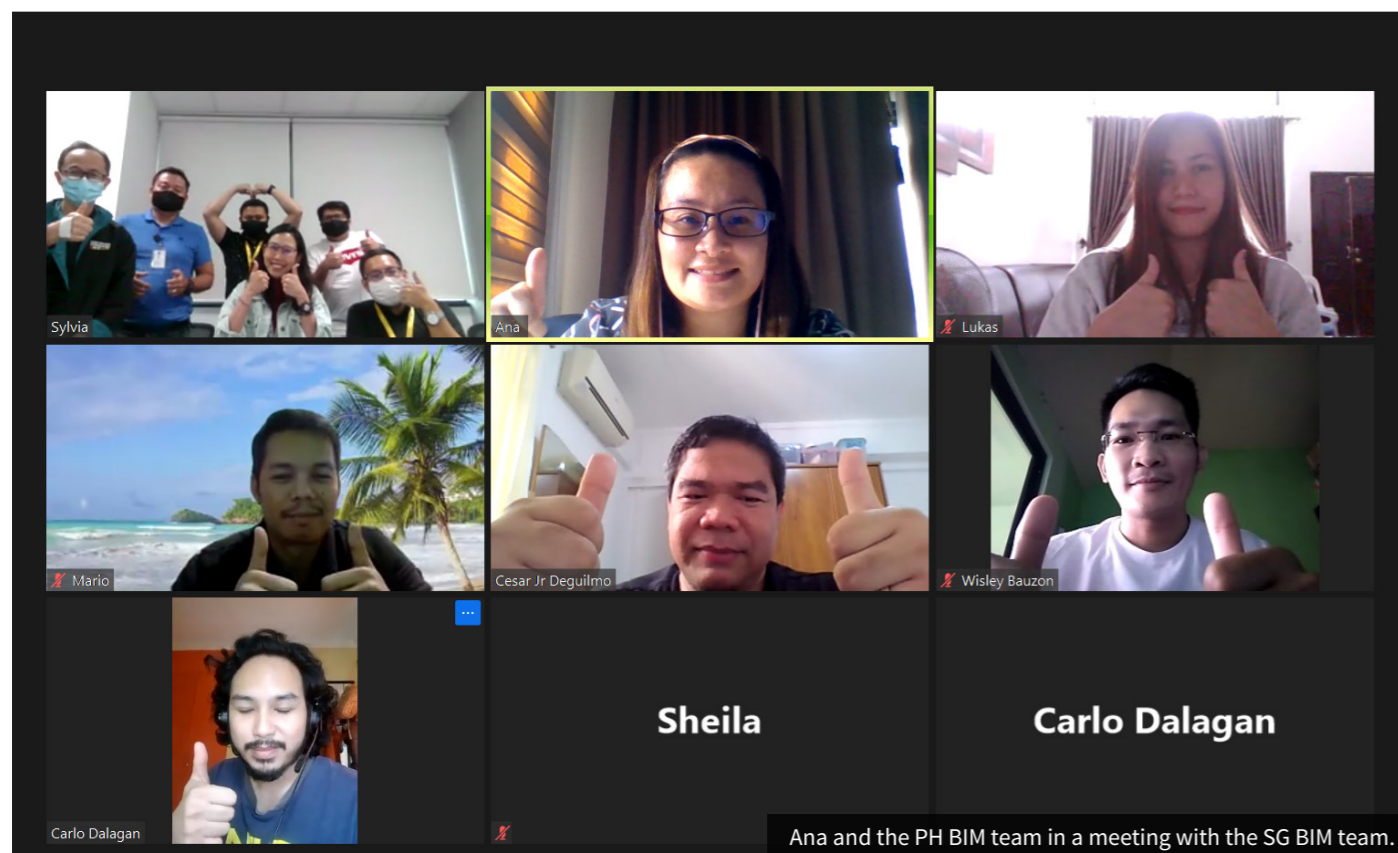 Sylvia
Ana
Lukas
Mario
Cesar Jr Deguilmo
Wisley Bauzon
Carlo Dalagan
Sheila
Carlo Dalagan
Ana and the PH BIM team in a meeting with the SG BIM team.